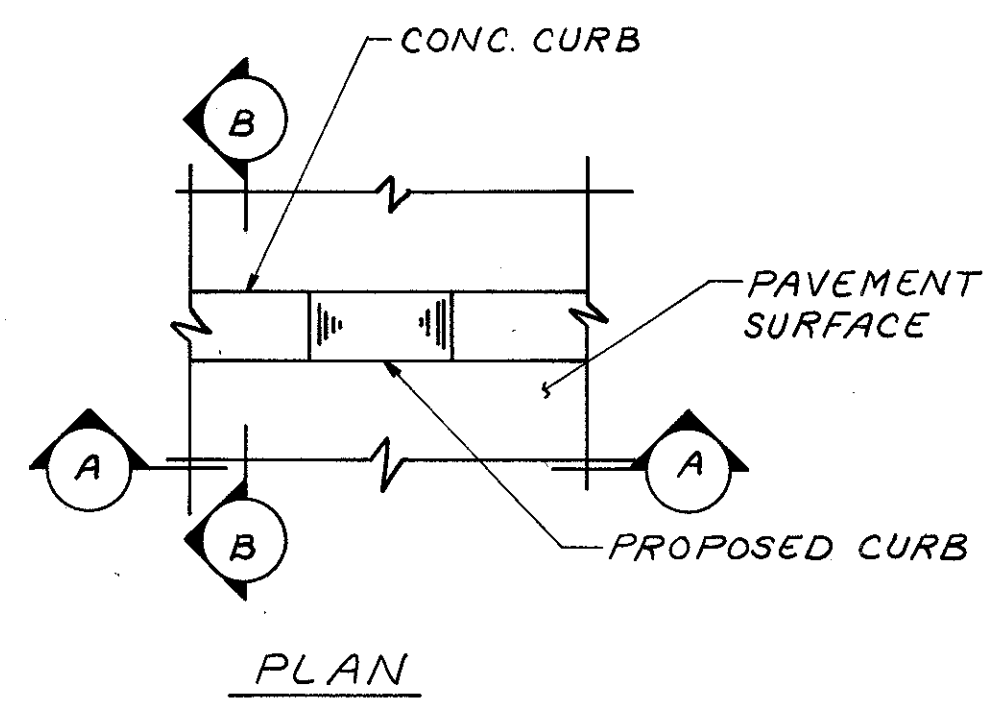 CONC. CURB
B
PAVEMENT
SURFACE
A
A
B
PROPOSED CURB
PLAN